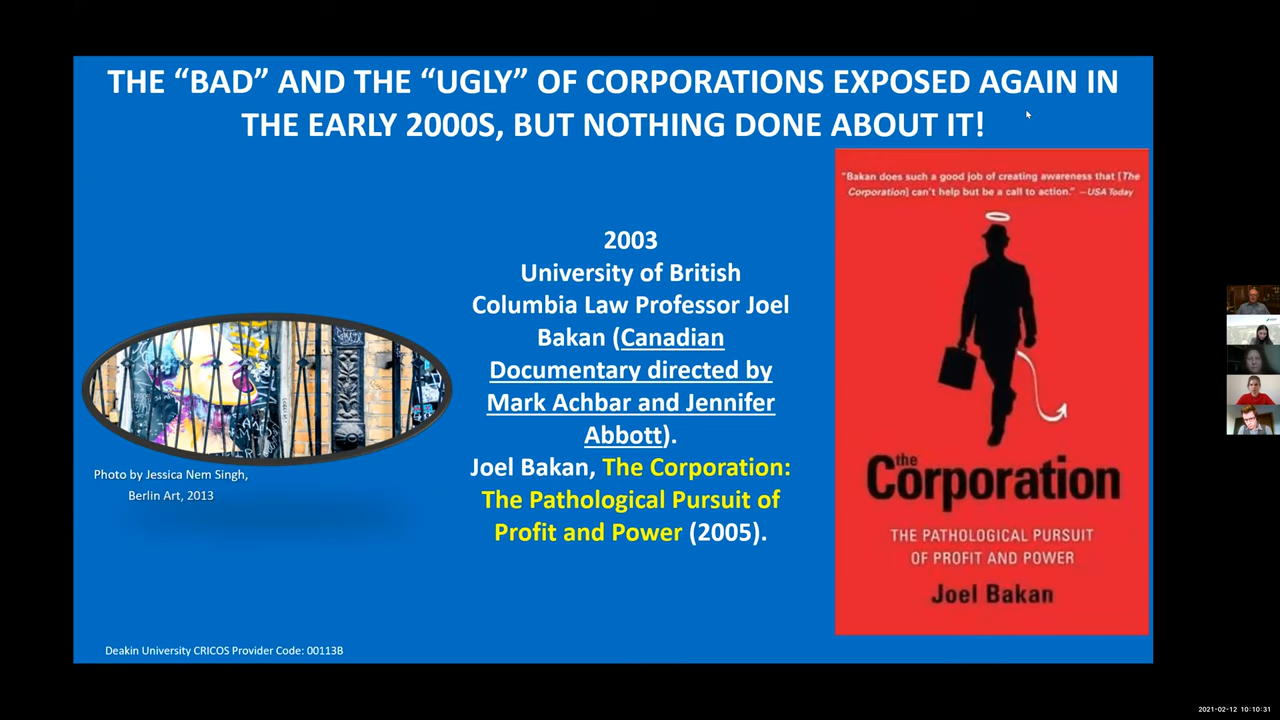 THE “BAD” AND THE “UGLY” OF CORPORATIONS EXPOSED AGAIN IN
THE EARLY 2000S, BUT NOTHING DONE ABOUT IT!
2003
University of British
Columbia Law Professor Joel
Bakan (Canadian
Documentary directed by
Mark Achbar and Jennifer
Abbott).
Joel Bakan, The Corporation:
The Pathological Pursuit of
Profit and Power (2005).
Photo by Jessica Nem Singh,
Berlin Art, 2013
"Bakan does such a good job of creating awareness that [The
Corporation] can't help but be a call to action." —USA Today
the
Corporation
THE PATHOLOGICAL PURSUIT
OF PROFIT AND POWER
Joel Bakan
Deakin University CRICOS Provider Code: 00113B
2021-02-12 10:10:31